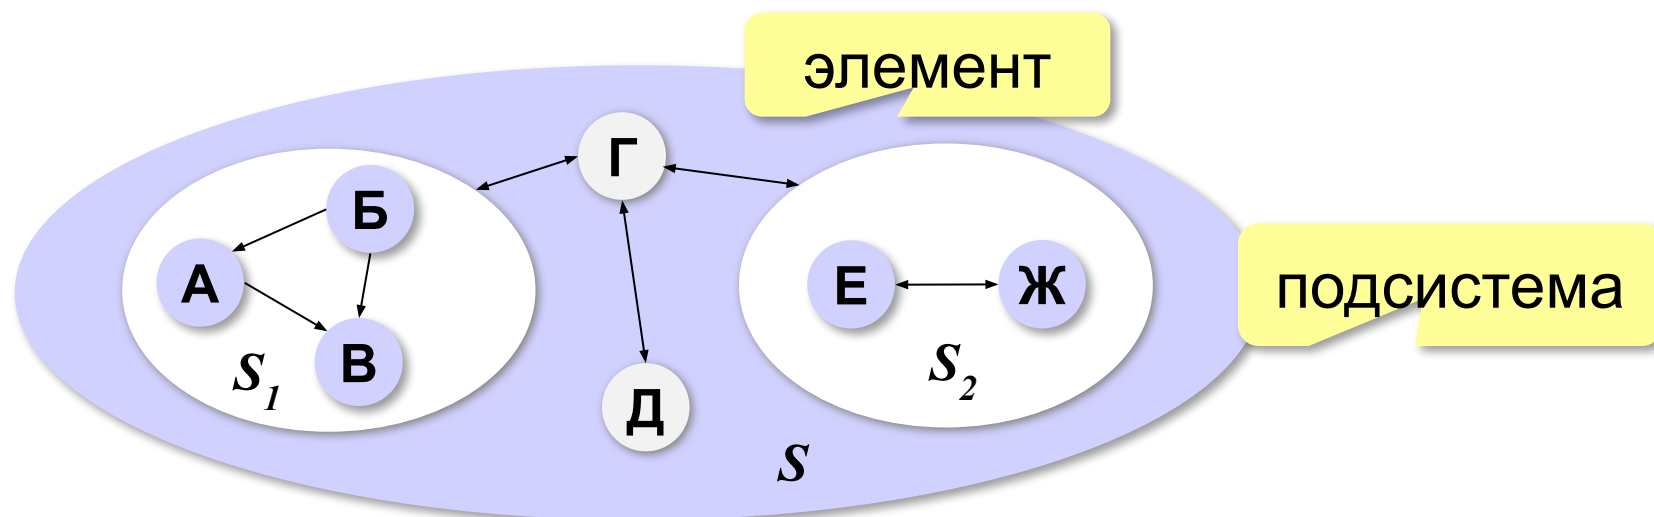 элемент
Г
Б
А
Е
Ж
подсистема
В
S1
S2
Д
S